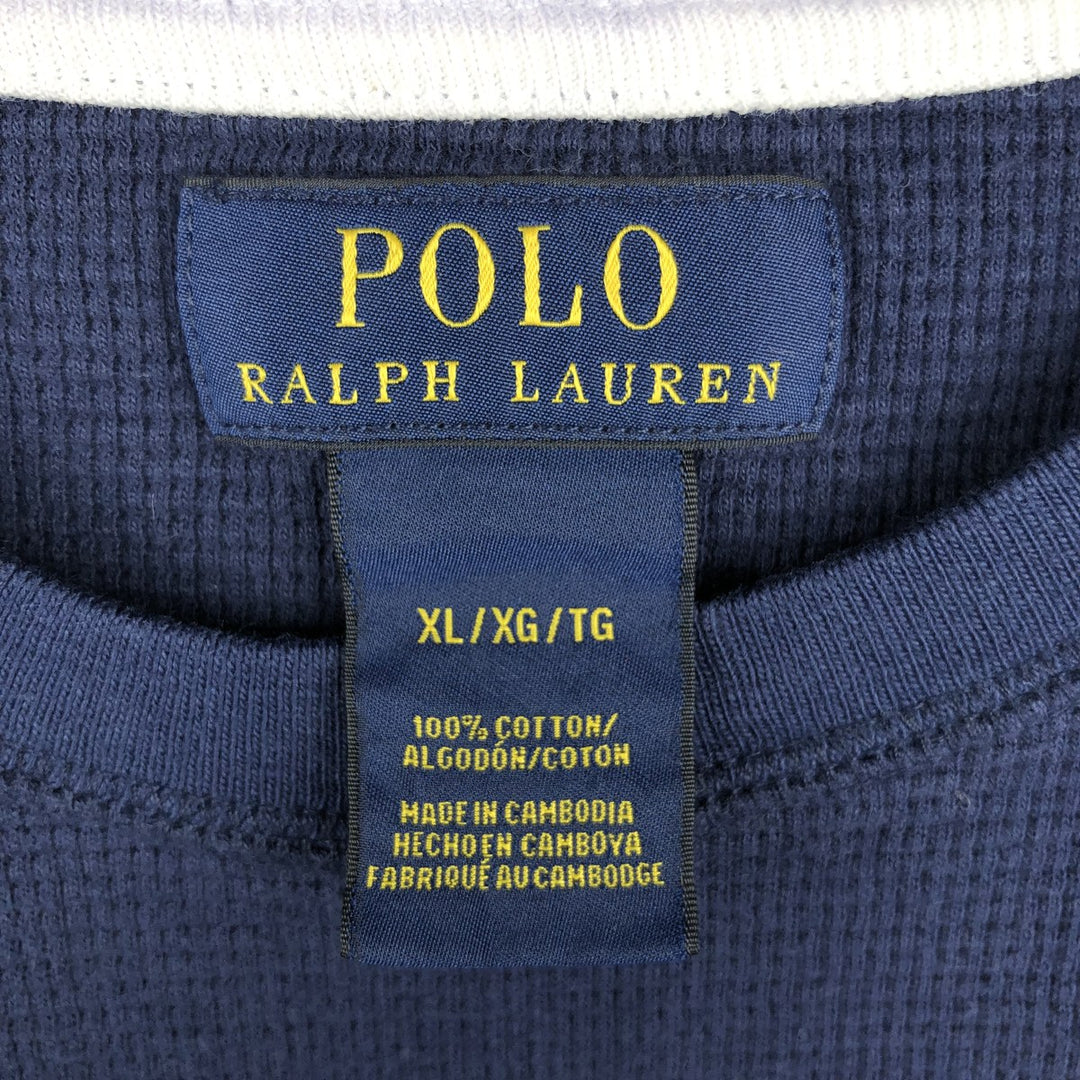 POLO
RALPH LAUREN
XL/XG/TG
100% COTTON/
ALGODÓN/COTON
MADE IN CAMBODIA
HECHO EN CAMBOYA
FABRIQUÉ AU CAMBODGE